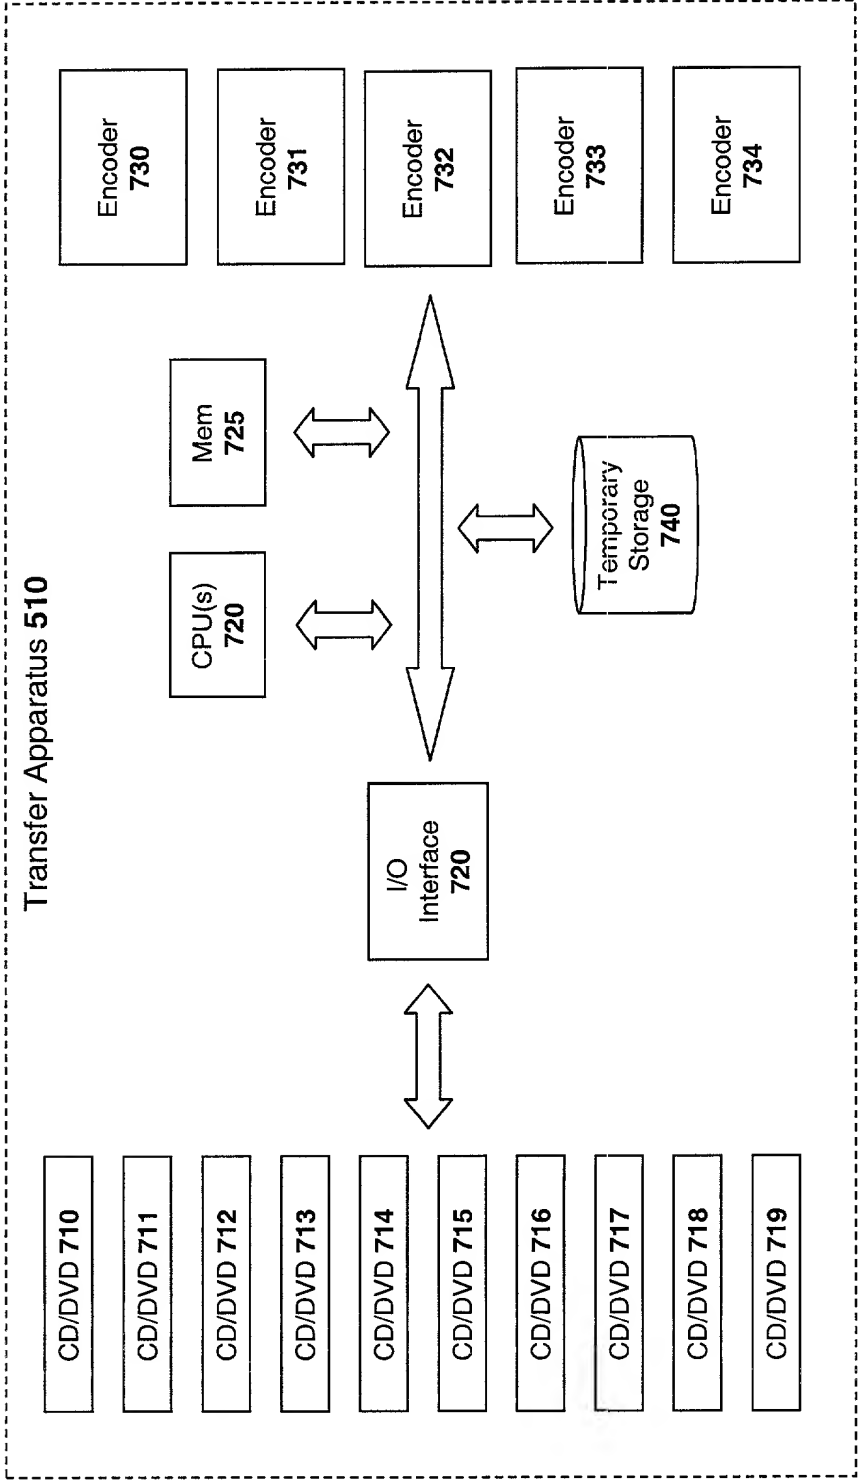 Transfer Apparatus 510
CD/DVD 710
CD/DVD 711
CD/DVD 712
CD/DVD 713
CD/DVD 714
CD/DVD 715
CD/DVD 716
CD/DVD 717
CD/DVD 718
CD/DVD 719
I/O
Interface
720
CPU(s)
720
Mem
725
Temporary
Storage
740
Encoder
730
Encoder
731
Encoder
732
Encoder
733
Encoder
734